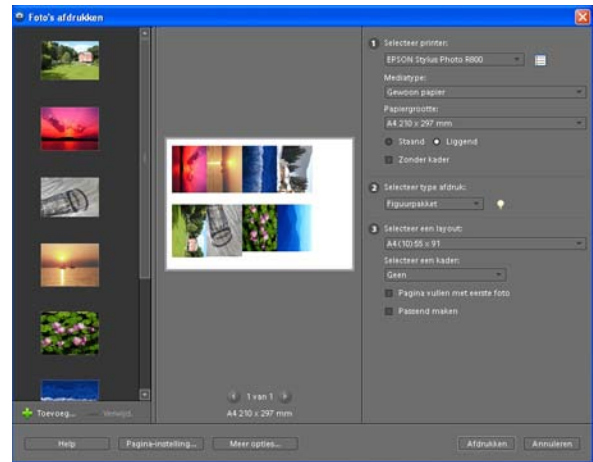 Foto's afdrukken
1 Selecteer printer:
EPSON Stylus Photo R800
Mediatype:
Gewoon papier
Papiergrootte:
A4 210 x 297 mm
Staand Liggend
Zonder kader
2 Selecteer type afdruk:
Figuurpakket
3 Selecteer een layout:
A4 (10) 55 x 91
Selecteer een kader:
Geen
Pagina vullen met eerste foto
Passend maken
1 van 1
A4 210 x 297 mm
Toevoeg... Verwijd.
Help Pagina-instelling... Meer opties... Afdrukken Annuleren